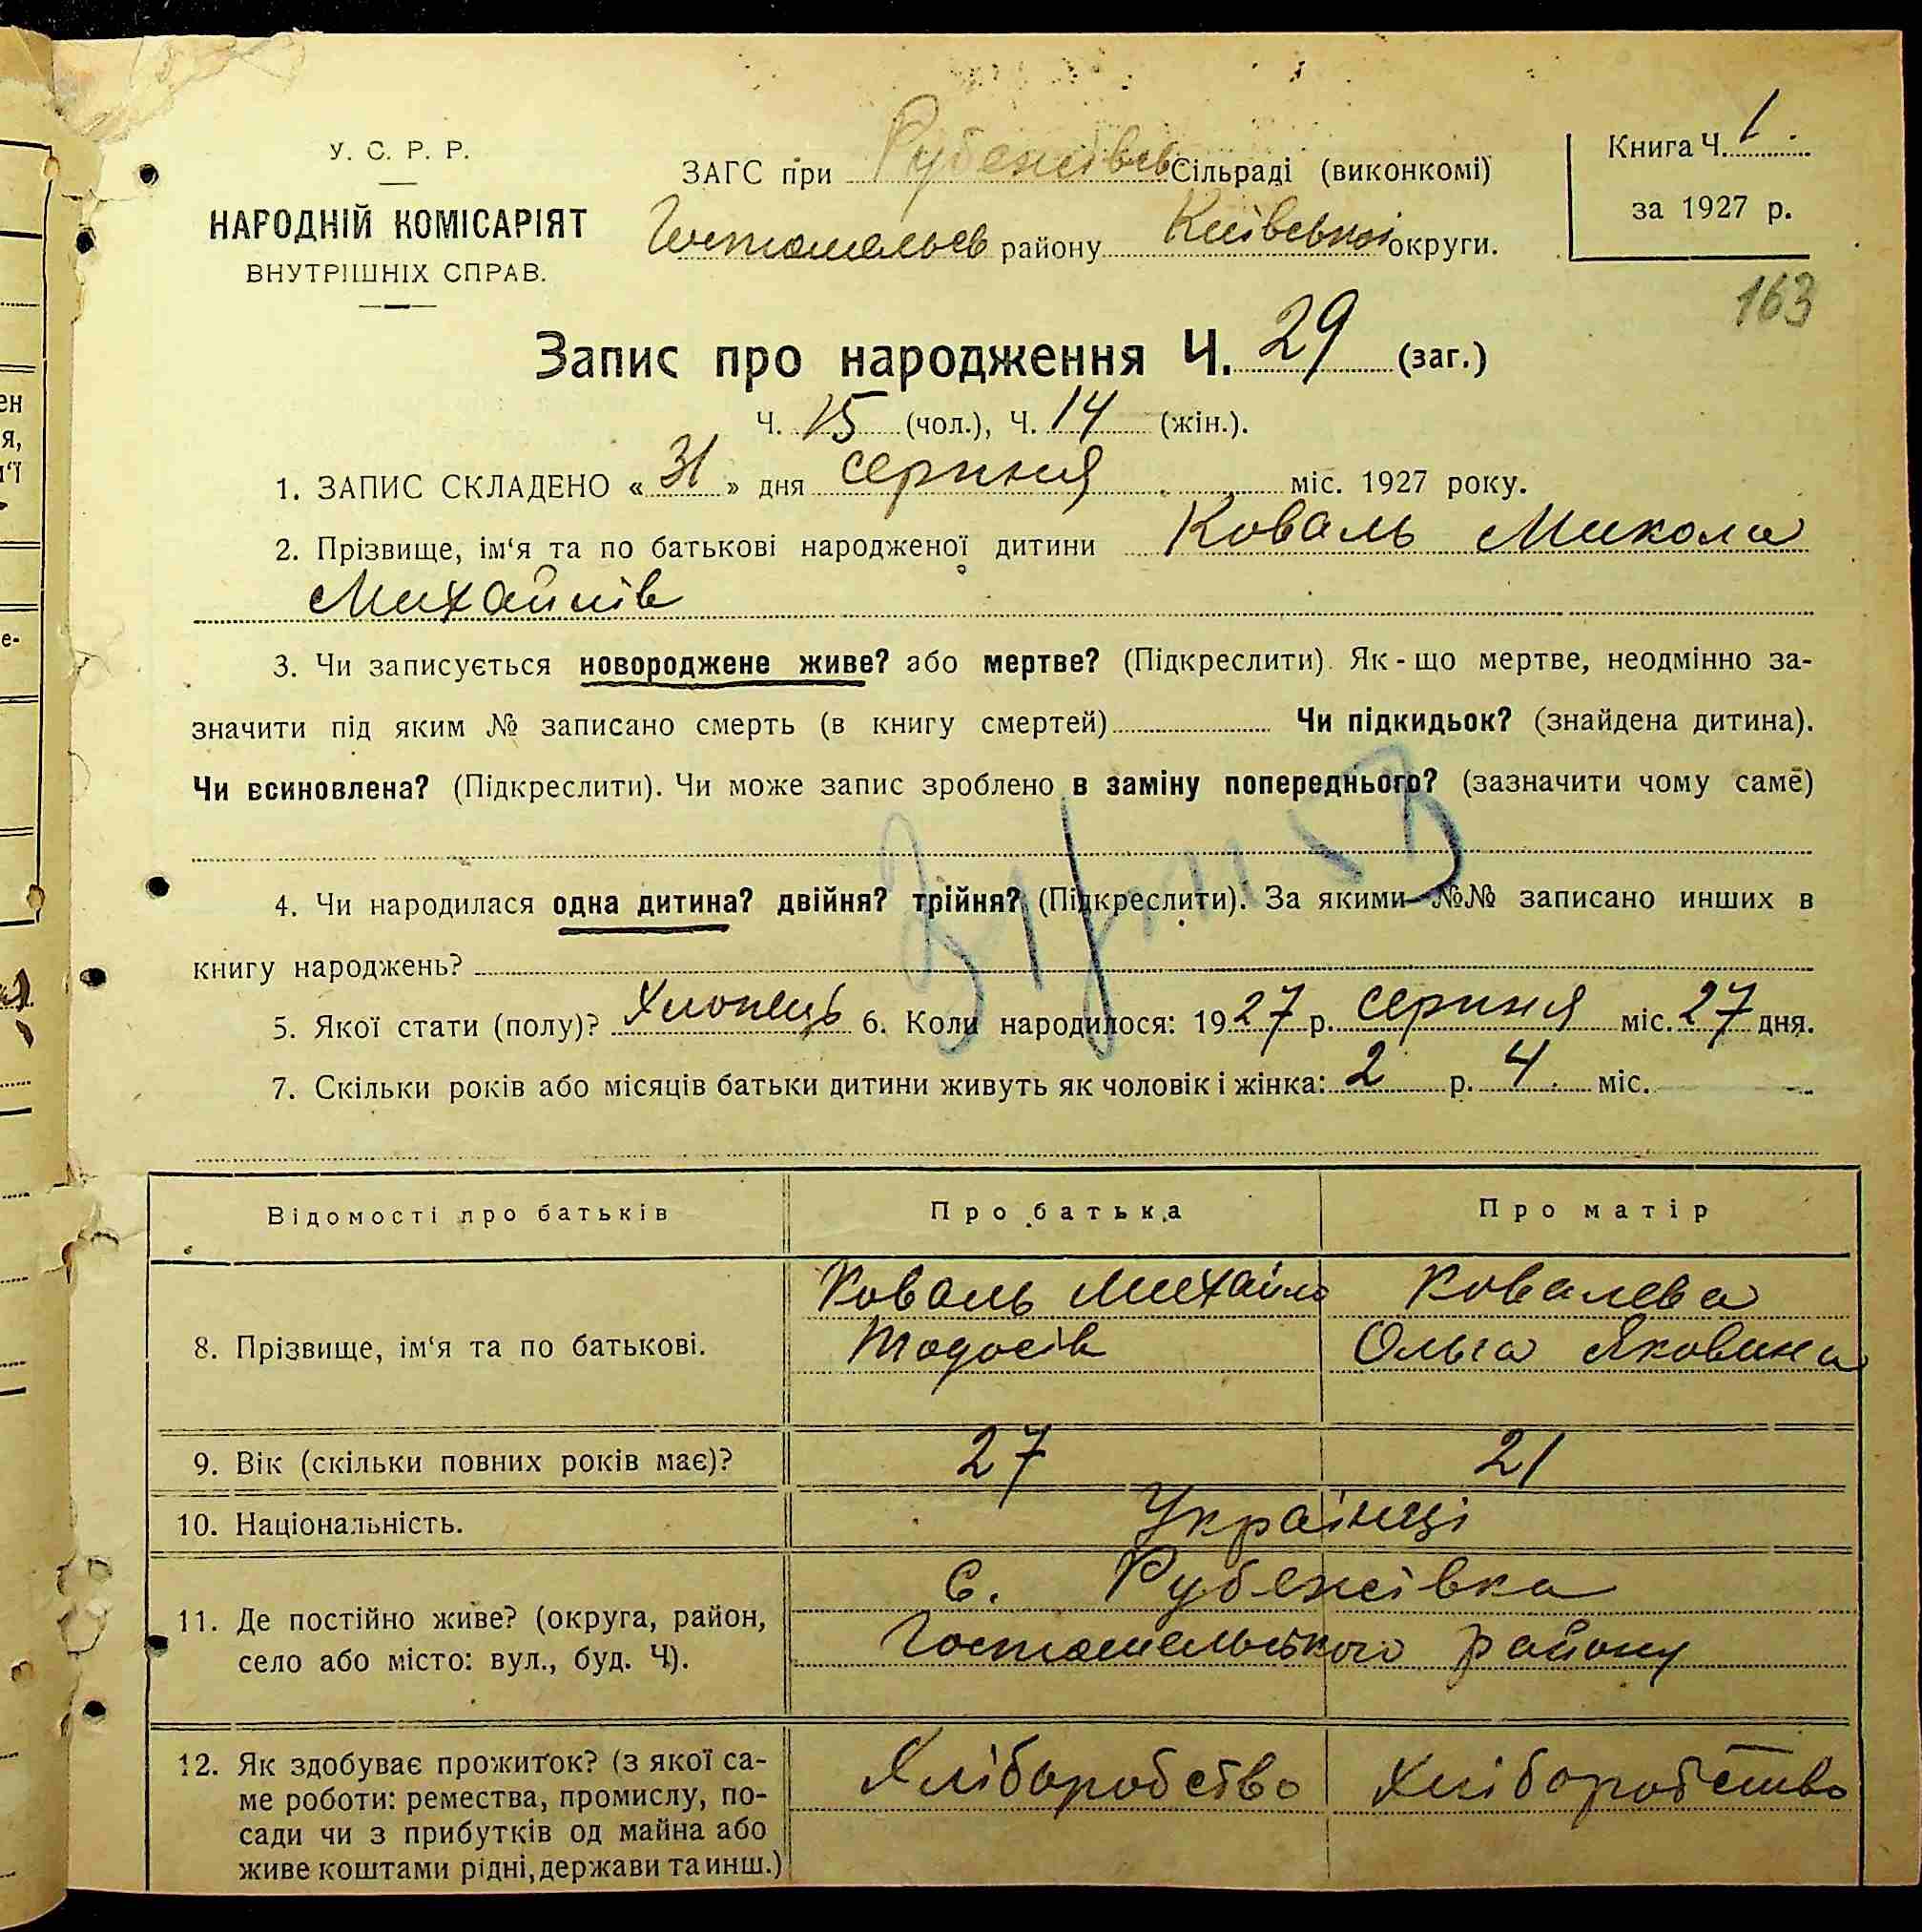 У. С. Р. Р.
НАРОДНІЙ КОМІСАРІЯТ
ВНУТРІШНІХ СПРАВ.
ЗАГС при Рубежівсь Сільраді (виконкомі)
Гостомельсь району Київської округи.
Книга Ч. 1.
за 1927 р.
163
Запис про народження Ч. 29 (заг.)
Ч. 15 (чол.), Ч. 14 (жін.).
1. ЗАПИС СКЛАДЕНО « 31 » дня серпня міс. 1927 року.
2. Прізвище, ім‘я та по батькові народженої дитини Коваль Микола
Михайлів
3. Чи записується новороджене живе? або мертве? (Підкреслити). Як-що мертве, неодмінно за-
значити під яким № записано смерть (в книгу смертей) Чи підкидьок? (знайдена дитина).
Чи всиновлена? (Підкреслити). Чи може запис зроблено в заміну попереднього? (зазначити чому саме)
4. Чи народилася одна дитина? двійня? трійня? (Підкреслити). За якими №№ записано инших в
книгу народжень?
5. Якої стати (полу)? Хлопець 6. Коли народилося: 1927 р. серпня міс. 27 дня.
7. Скільки років або місяців батьки дитини живуть як чоловік і жінка: 2 р. 4 міс.
Відомості про батьків Про батька Про матір
Коваль Михайло Ковалева
8. Прізвище, ім‘я та по батькові. Тодосів Ольга Яковина
9. Вік (скільки повних років має)? 27 21
10. Національність. Українці
с. Рубежівка
11. Де постійно живе? (округа, район,
село або місто: вул., буд. Ч). Гостомельського району
12. Як здобуває прожиток? (з якої са-
ме роботи: ремества, промислу, по- Хліборобство Хліборобство
сади чи з прибутків од майна або
живе коштами рідні, держави та инш.)
ен
я,
е-